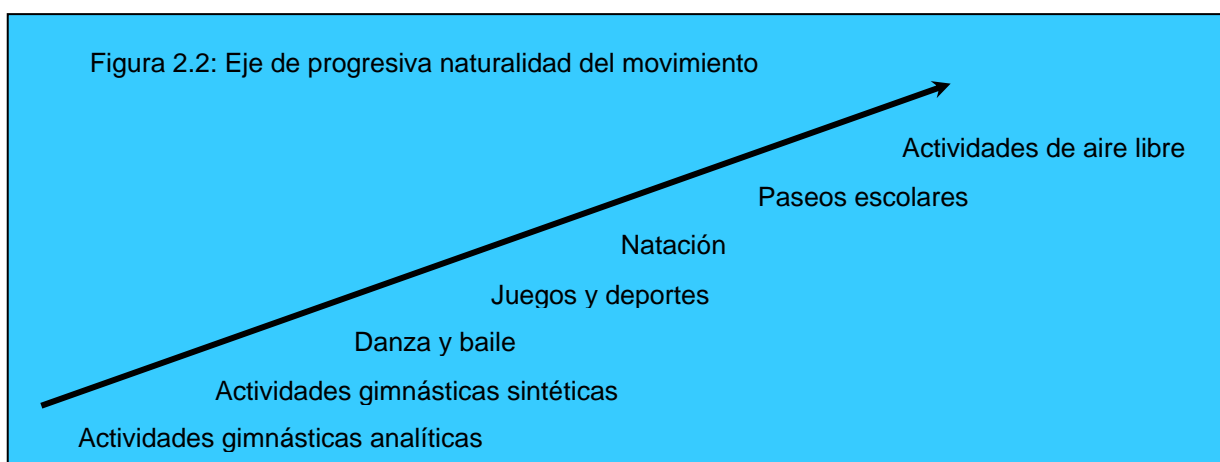 Figura 2.2: Eje de progresiva naturalidad del movimiento
Actividades de aire libre
Paseos escolares
Natación
Juegos y deportes
Danza y baile
Actividades gimnásticas sintéticas
Actividades gimnásticas analíticas